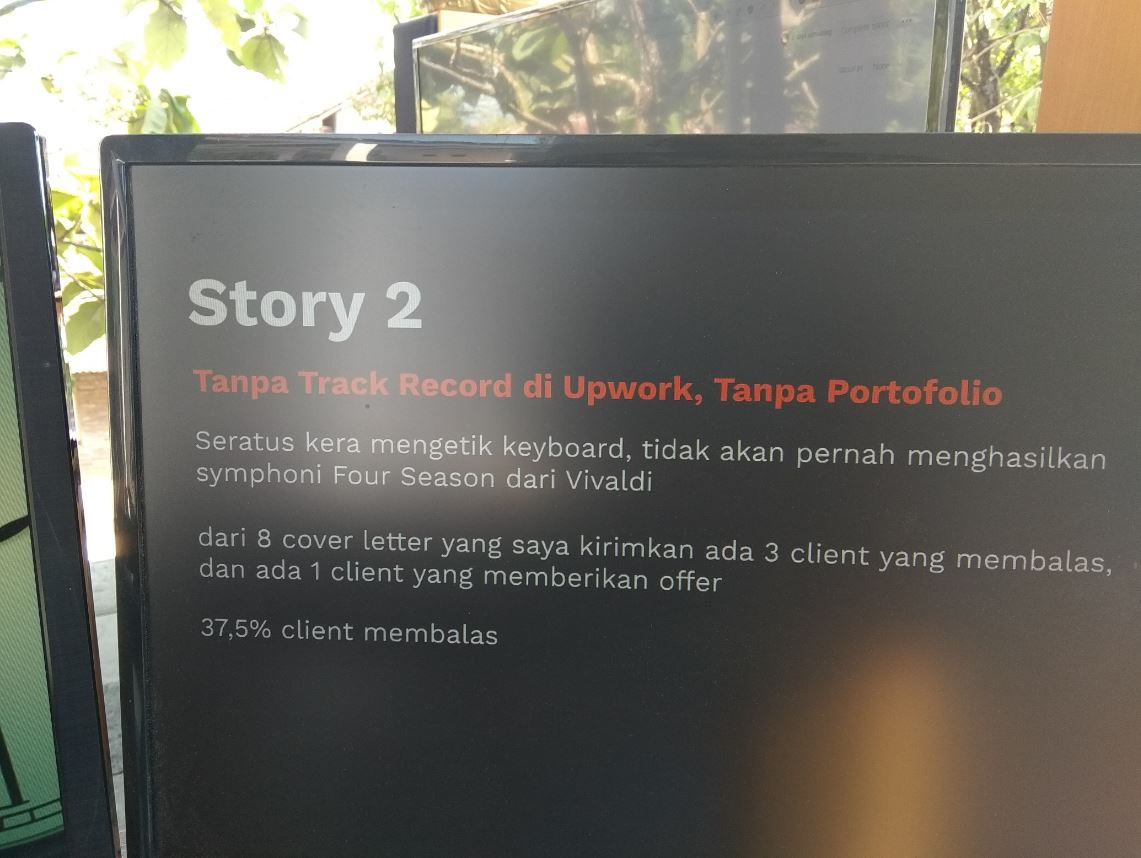 Story 2
Tanpa Track Record di Upwork, Tanpa Portofolio
Seratus kera mengetik keyboard, tidak akan pernah menghasilkan
symphoni Four Season dari Vivaldi
dari 8 cover letter yang saya kirimkan ada 3 client yang membalas,
dan ada 1 client yang memberikan offer
37,5% client membalas